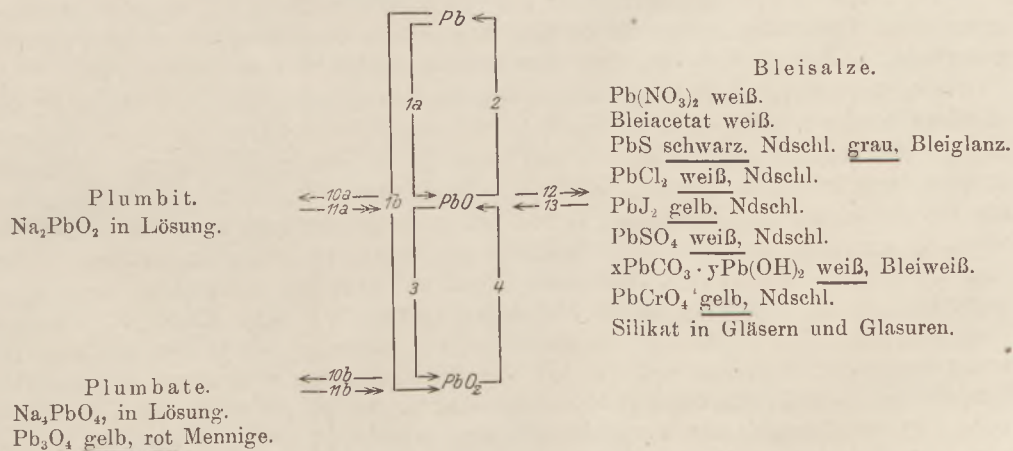 Pb
1a
2
Bleisalze.
Pb(NO₃)₂ weiß.
Bleiacetat weiß.
PbS schwarz. Ndschl. grau, Bleiglanz.
PbCl₂ weiß, Ndschl.
PbJ₂ gelb. Ndschl.
PbSO₄ weiß, Ndschl.
xPbCO₃ · yPb(OH)₂ weiß, Bleiweiß.
PbCrO₄ gelb, Ndschl.
Silikat in Gläsern und Glasuren.
Plumbit.
Na₂PbO₂ in Lösung.
10a
11a
1b
PbO
12
13
3
4
10b
11b
PbO₂
Plumbate.
Na₄PbO₄, in Lösung.
Pb₃O₄ gelb, rot Mennige.